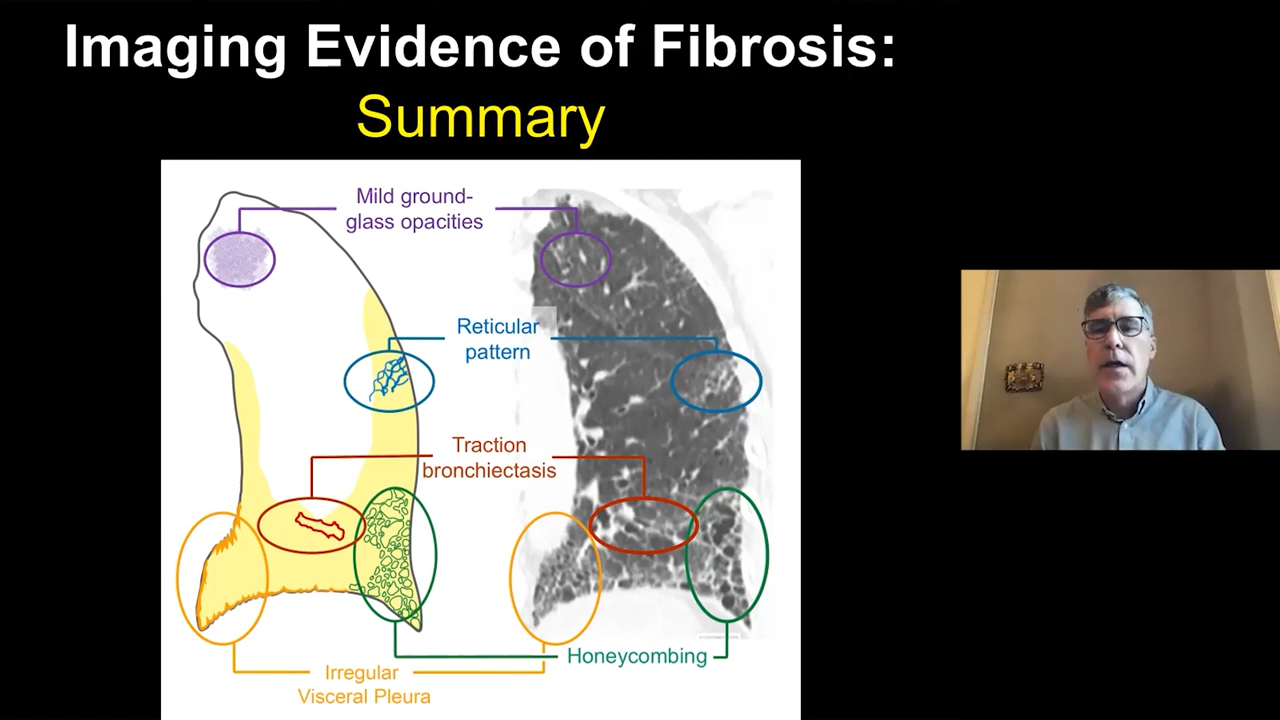 Imaging Evidence of Fibrosis:
Summary
Mild ground-
glass opacities
Reticular
pattern
Traction
bronchiectasis
Honeycombing
Irregular
Visceral Pleura